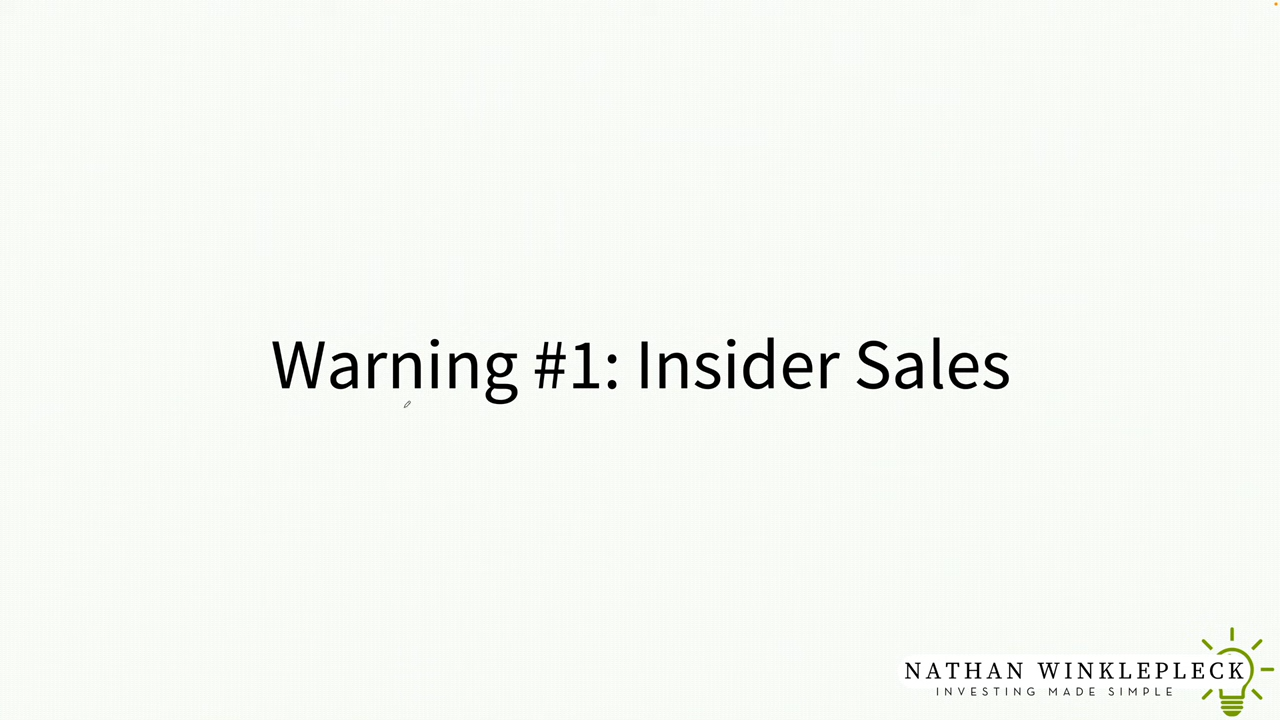 Warning #1: Insider Sales
NATHAN WINKLEPLECK
INVESTING MADE SIMPLE